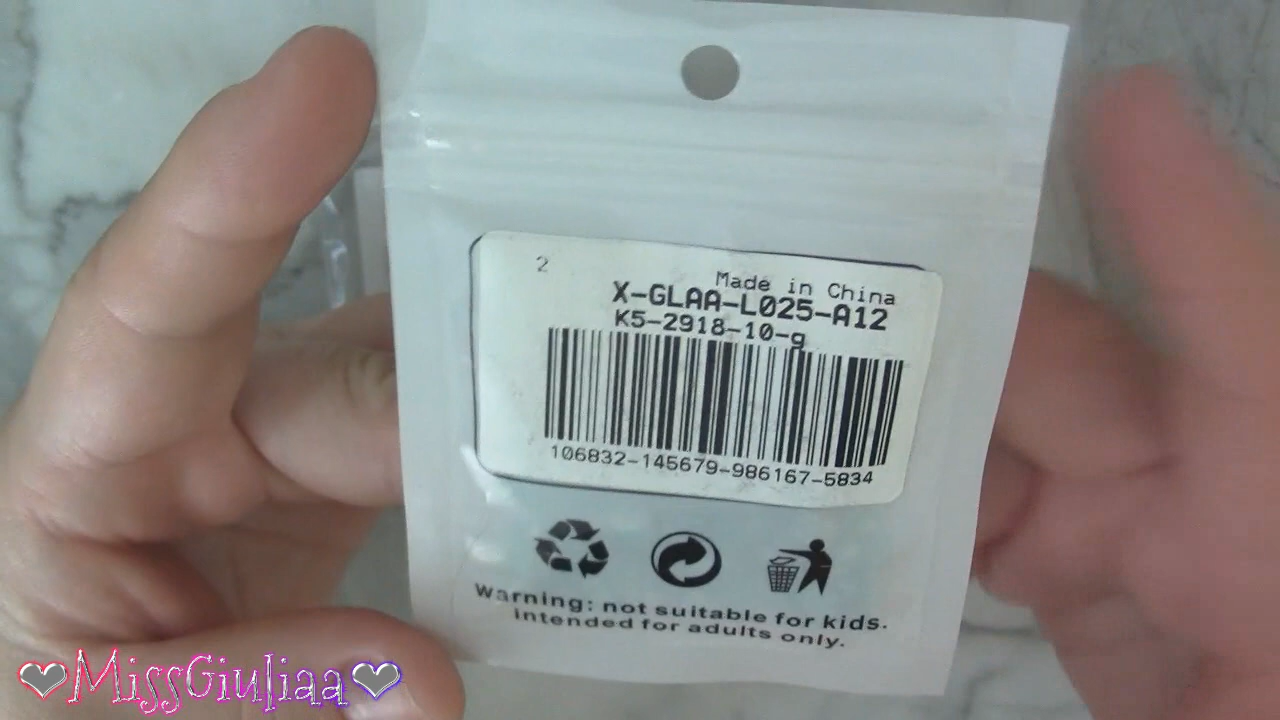 2
Made in China
X-GLAA-L025-A12
K5-2918-10-g
106832-145679-986167-5834
Warning: not suitable for kids.
intended for adults only.
MissGiuliaa